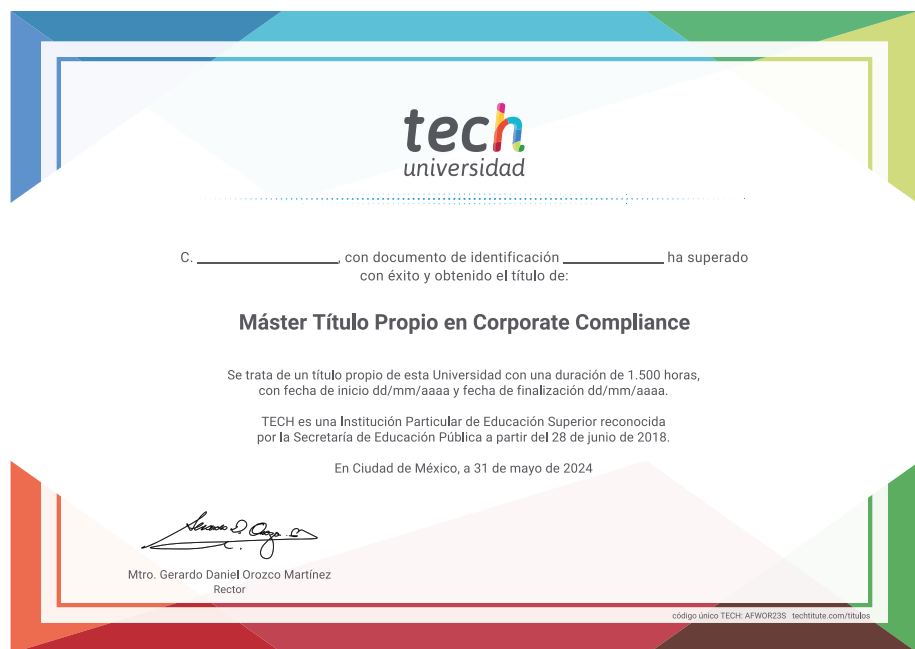 tech
universidad
C. ____________, con documento de identificación ____________ ha superado
con éxito y obtenido el título de:
Máster Título Propio en Corporate Compliance
Se trata de un título propio de esta Universidad con una duración de 1.500 horas,
con fecha de inicio dd/mm/aaaa y fecha de finalización dd/mm/aaaa.
TECH es una Institución Particular de Educación Superior reconocida
por la Secretaría de Educación Pública a partir del 28 de junio de 2018.
En Ciudad de México, a 31 de mayo de 2024
Mtro. Gerardo Daniel Orozco Martínez
Rector
código único TECH: AFWOR23S techtitute.com/titulos